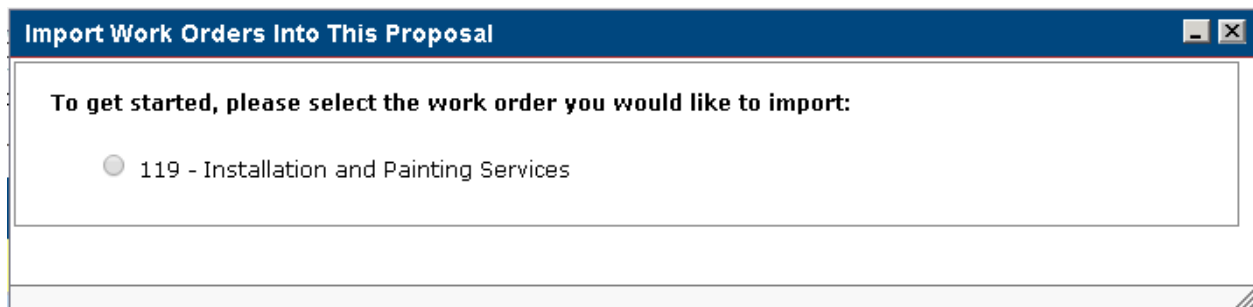 Import Work Orders Into This Proposal
To get started, please select the work order you would like to import:
119 - Installation and Painting Services